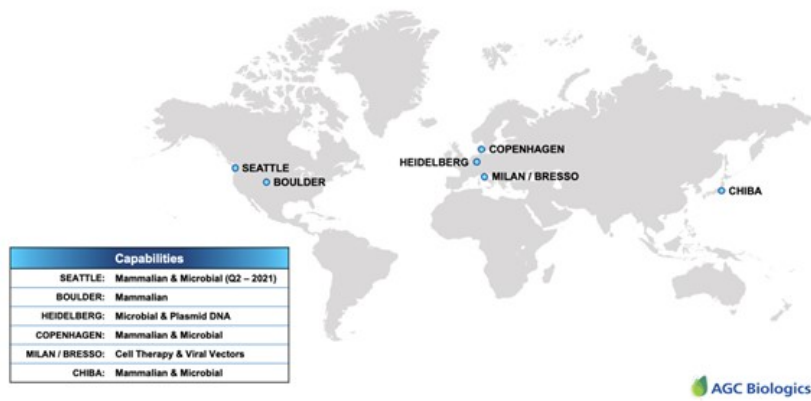 COPENHAGEN
HEIDELBERG
SEATTLE
MILAN / BRESSO
BOULDER
CHIBA
Capabilities
SEATTLE: Mammalian & Microbial (Q2 – 2021)
BOULDER: Mammalian
HEIDELBERG: Microbial & Plasmid DNA
COPENHAGEN: Mammalian & Microbial
MILAN / BRESSO: Cell Therapy & Viral Vectors
CHIBA: Mammalian & Microbial
AGC Biologics